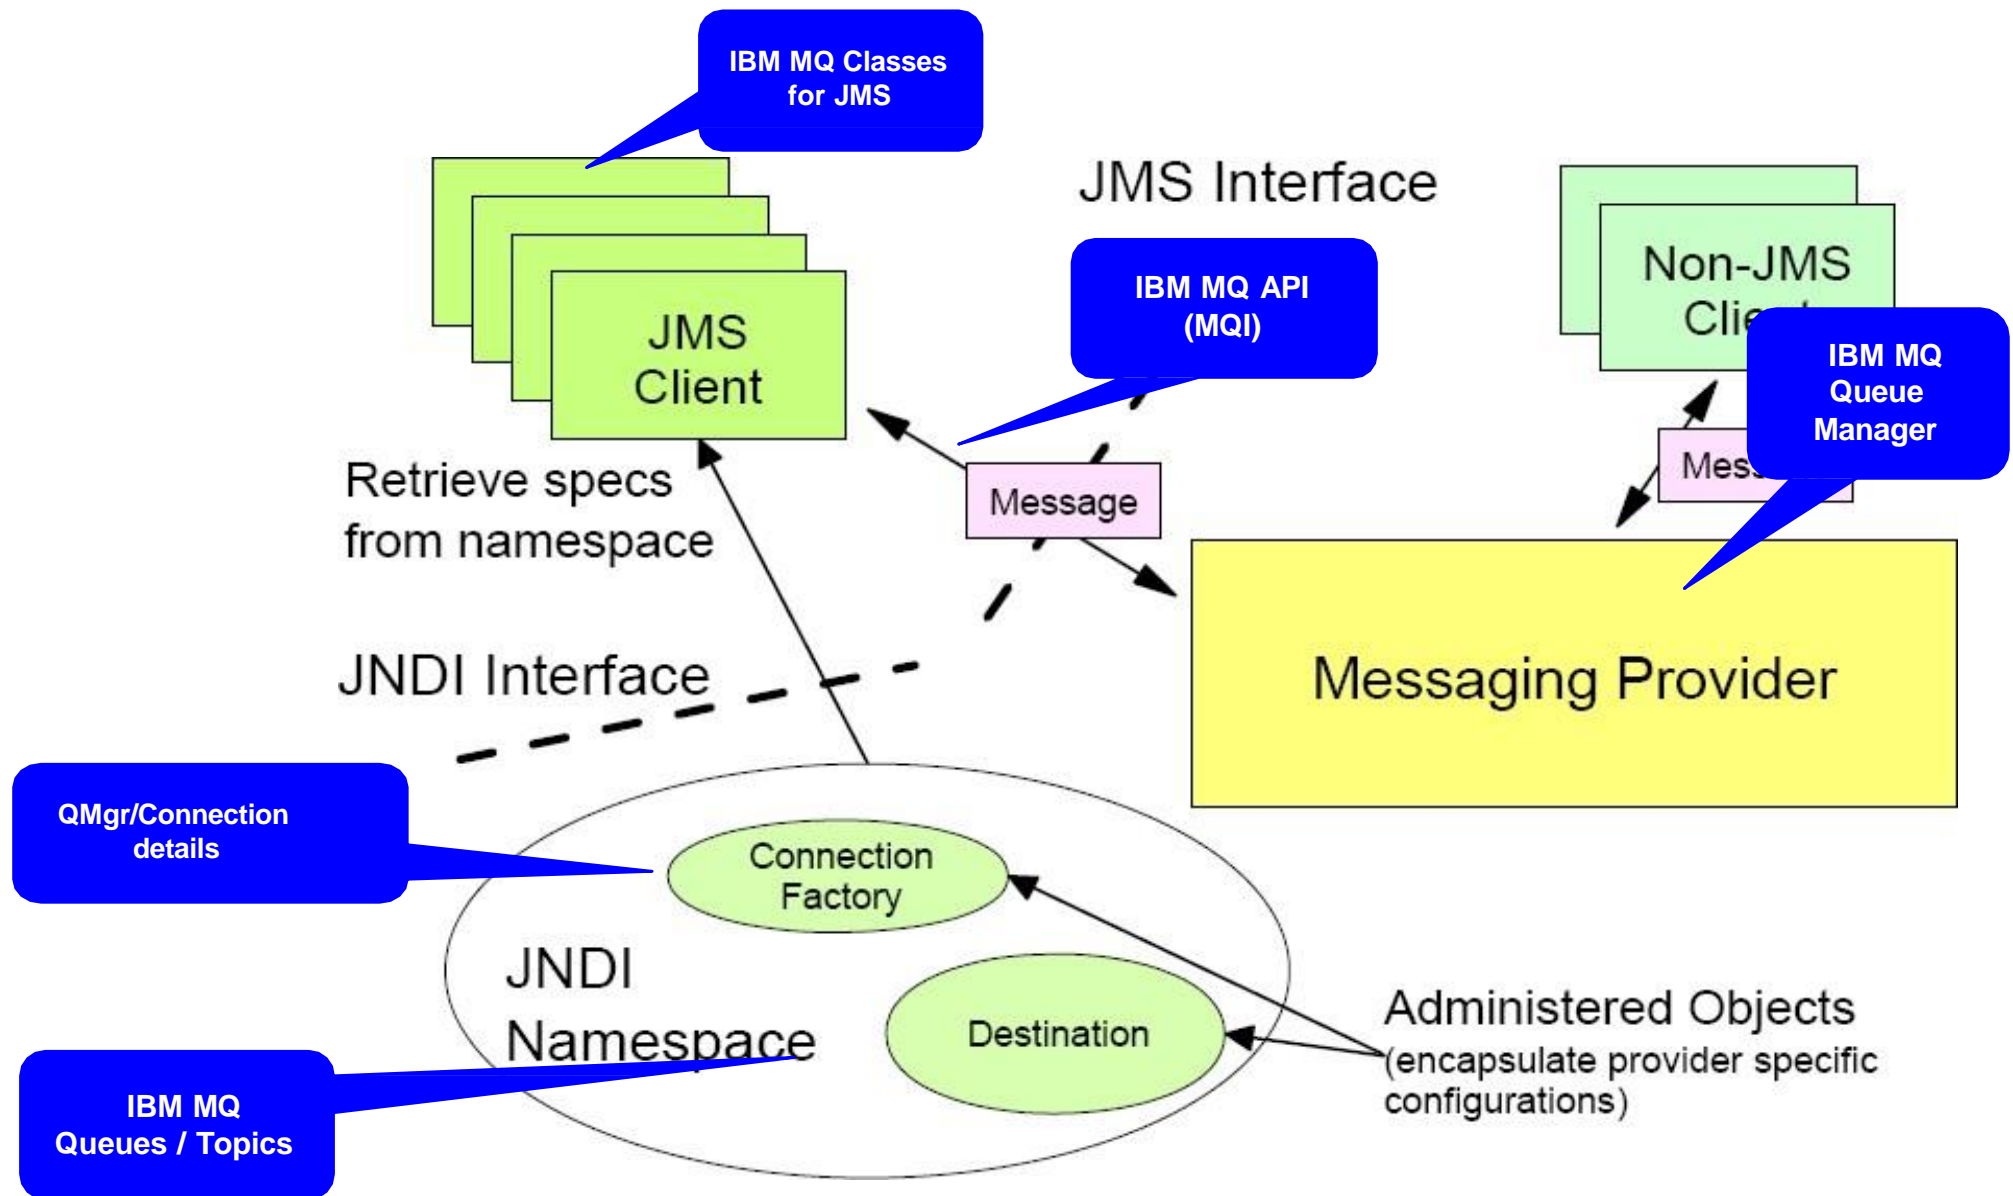 IBM MQ Classes
for JMS
JMS Interface
JMS
Client
IBM MQ API
(MQI)
Non-JMS
IBM MQ
Queue
Manager
Message
Retrieve specs
from namespace
JNDI Interface
Messaging Provider
QMgr/Connection
details
Connection
Factory
JNDI
Namespace
Destination
Administered Objects
(encapsulate provider specific
configurations)
IBM MQ
Queues / Topics